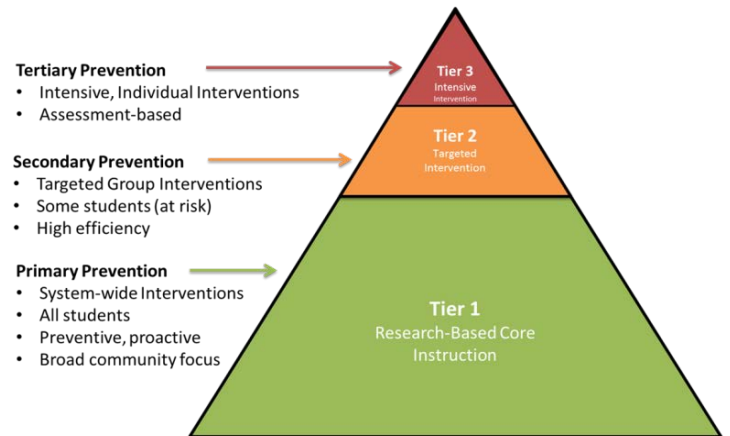 Tertiary Prevention
• Intensive, Individual Interventions
• Assessment-based
Secondary Prevention
• Targeted Group Interventions
• Some students (at risk)
• High efficiency
Primary Prevention
• System-wide Interventions
• All students
• Preventive, proactive
• Broad community focus
Tier 3
Intensive
Intervention
Tier 2
Targeted
Intervention
Tier 1
Research-Based Core
Instruction